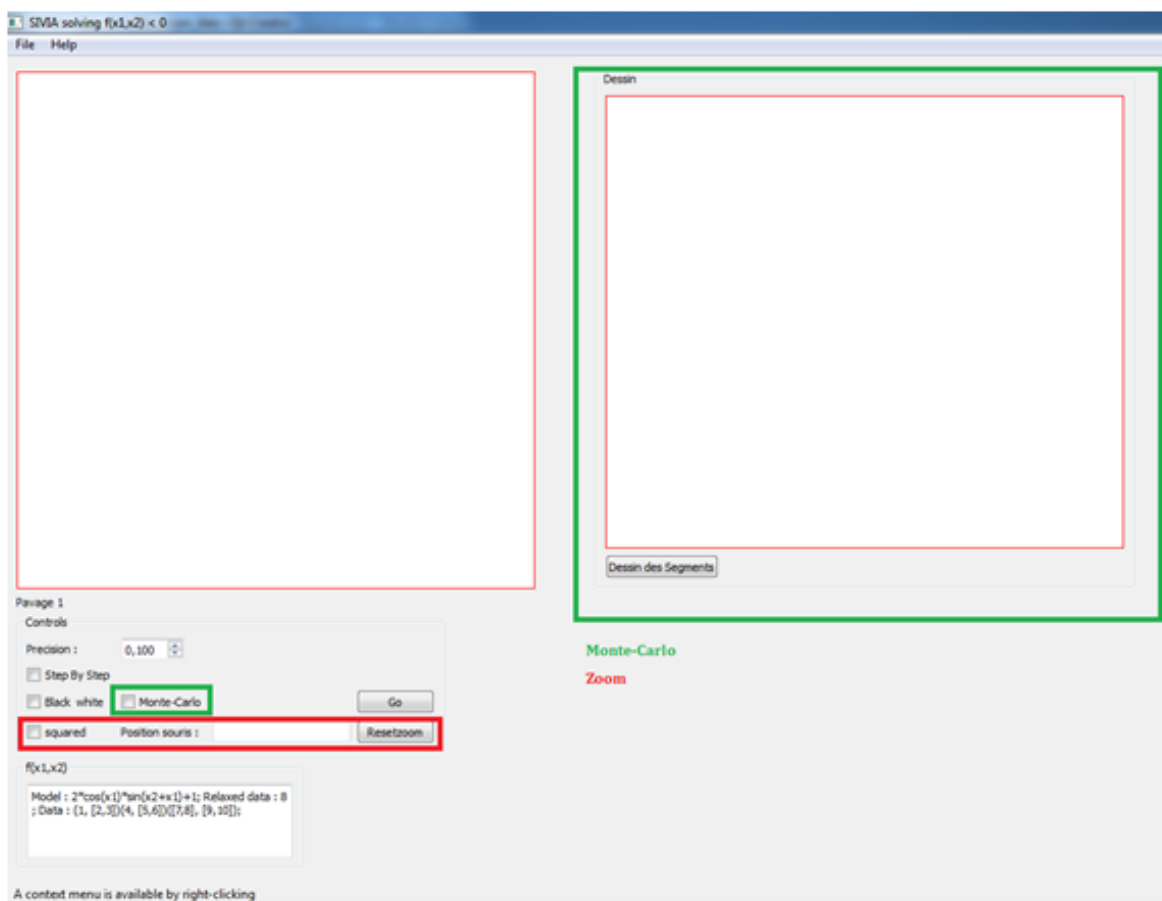 SIVIA solving f(x1,x2) < 0
File Help
Dessin
Dessin des Segments
Pavage 1
Controls
Precision : 0,100
Step By Step
Black white Monte-Carlo Go
squared Position souris : Resetzoom
f(x1,x2)
Model : 2*cos(x1)*sin(x2+x1)+1; Relaxed data : 8
; Data : (1, [2,3])(4, [5,6])([7,8], [9,10]);
A context menu is available by right-clicking
Monte-Carlo
Zoom